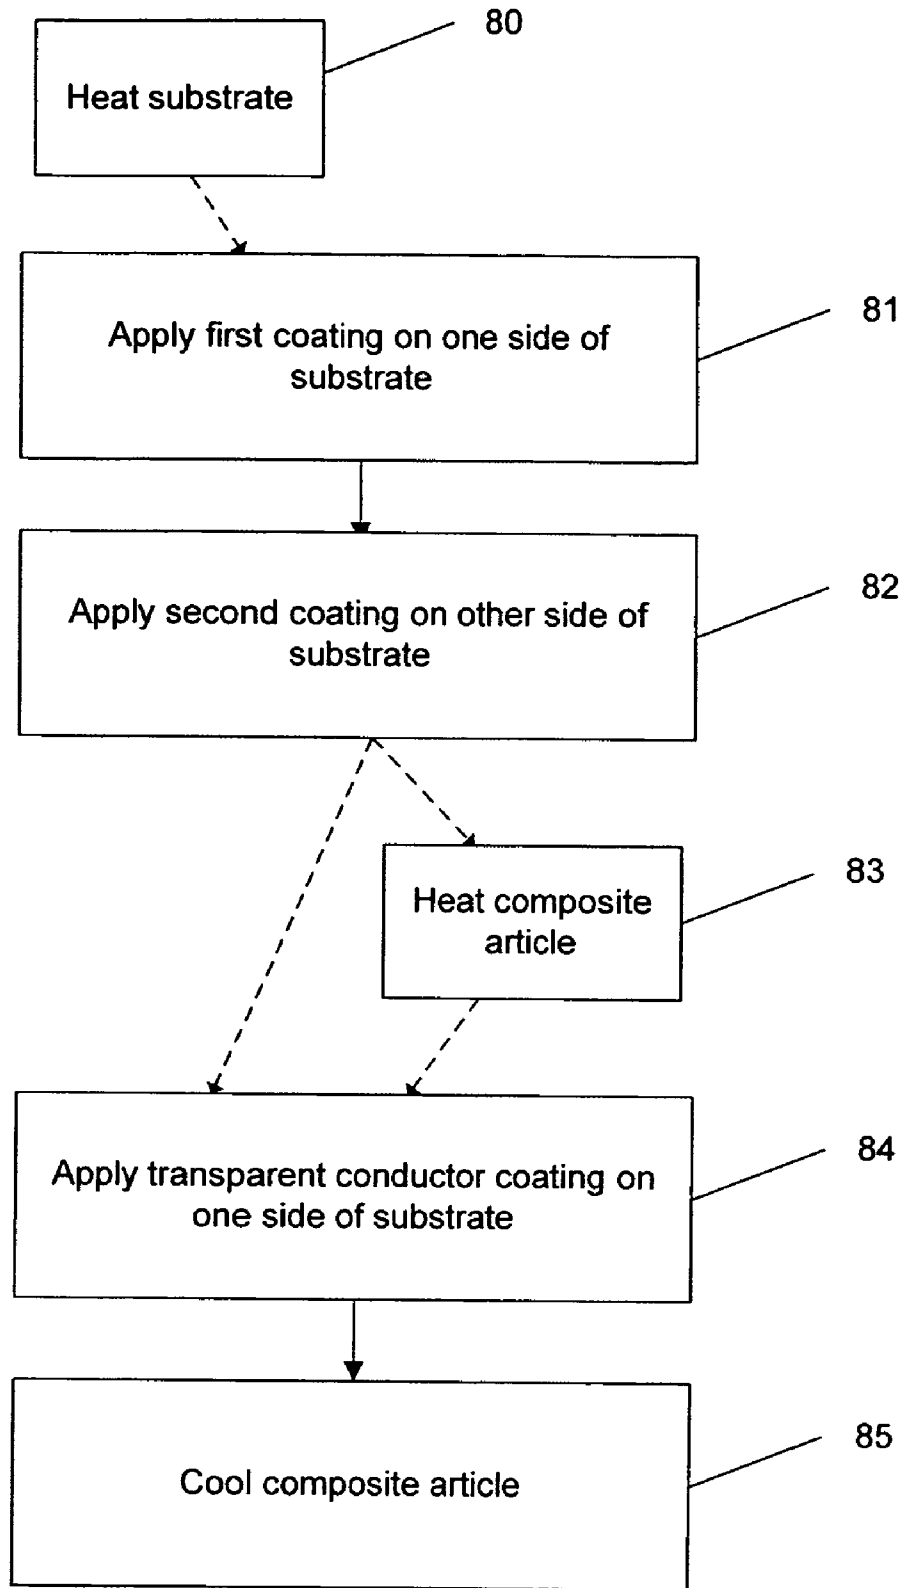 80
Heat substrate
81
Apply first coating on one side of
substrate
82
Apply second coating on other side of
substrate
83
Heat composite
article
84
Apply transparent conductor coating on
one side of substrate
85
Cool composite article